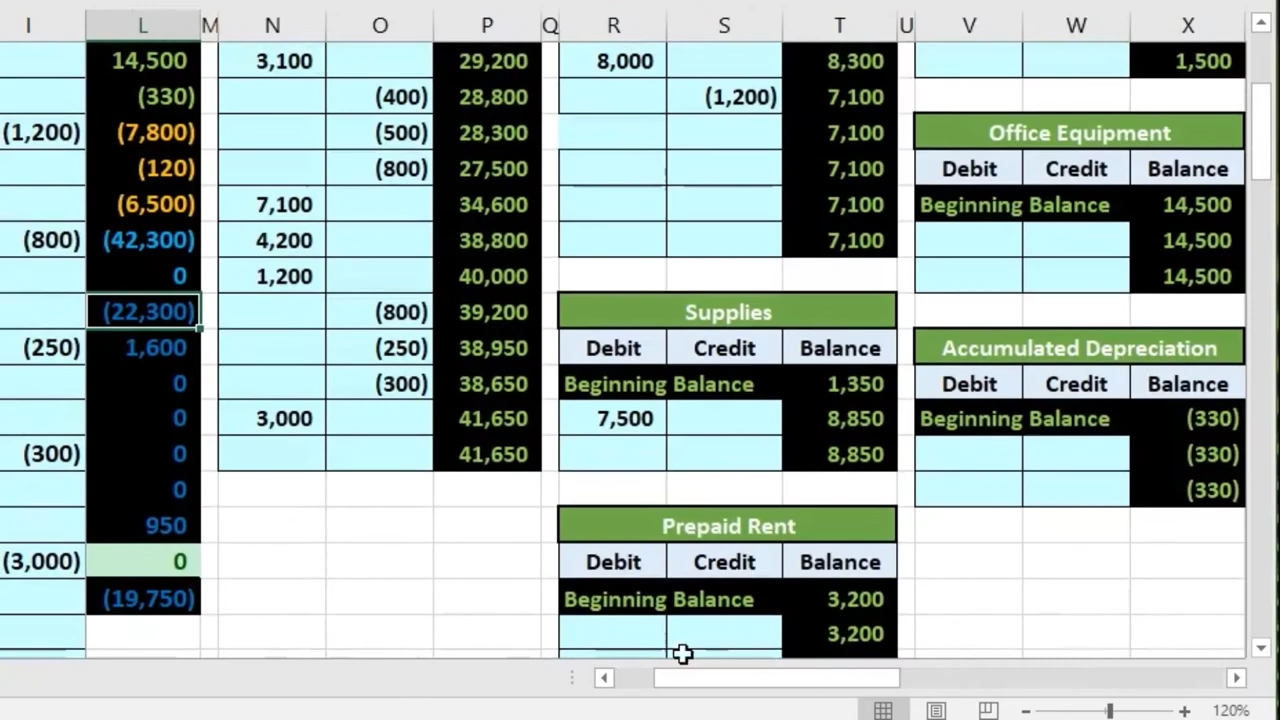 I L M N O P Q R S T U V W X
14,500 3,100 29,200 8,000 8,300 1,500
(330) (400) 28,800 (1,200) 7,100
(1,200) (7,800) (500) 28,300 7,100 Office Equipment
(120) (800) 27,500 7,100 Debit Credit Balance
(6,500) 7,100 34,600 7,100 Beginning Balance 14,500
(800) (42,300) 4,200 38,800 7,100 14,500
0 1,200 40,000 14,500
(22,300) (800) 39,200 Supplies
(250) 1,600 (250) 38,950 Debit Credit Balance Accumulated Depreciation
0 (300) 38,650 Beginning Balance 1,350 Debit Credit Balance
0 3,000 41,650 7,500 8,850 Beginning Balance (330)
(300) 0 41,650 8,850 (330)
0 (330)
950 Prepaid Rent
(3,000) 0 Debit Credit Balance
(19,750) Beginning Balance 3,200
3,200
120%